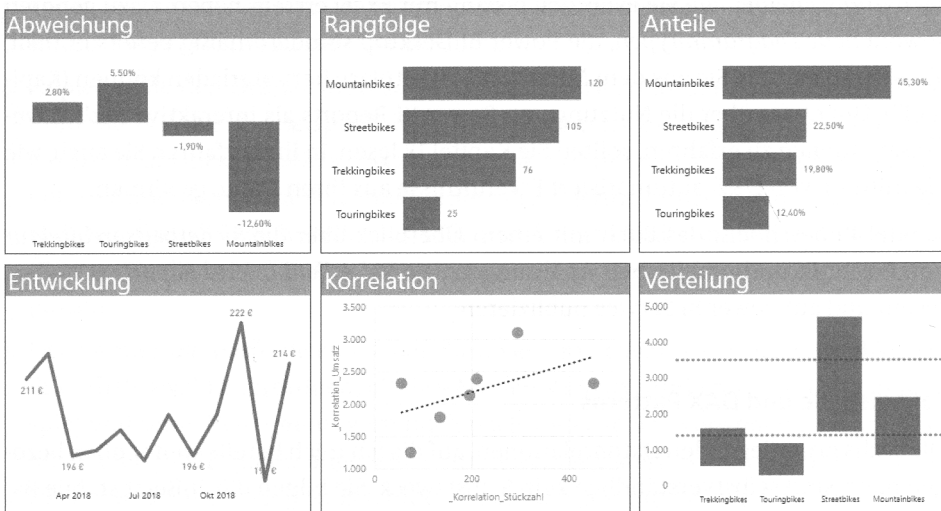 Abweichung
2,80%
5,50%
-1,90%
-12,60%
Trekkingbikes Touringbikes Streetbikes Mountainbikes
Rangfolge
Mountainbikes 120
Streetbikes 105
Trekkingbikes 76
Touringbikes 25
Anteile
Mountainbikes 45,30%
Streetbikes 22,50%
Trekkingbikes 19,80%
Touringbikes 12,40%
Entwicklung
222 €
214 €
211 €
196 €
196 €
Apr 2018 Jul 2018 Okt 2018
Korrelation
_Korrelation_Umsatz
3.500
3.000
2.500
2.000
1.500
1.000
0 200 400
_Korrelation_Stückzahl
Verteilung
5.000
4.000
3.000
2.000
1.000
0
Trekkingbikes Touringbikes Streetbikes Mountainbikes